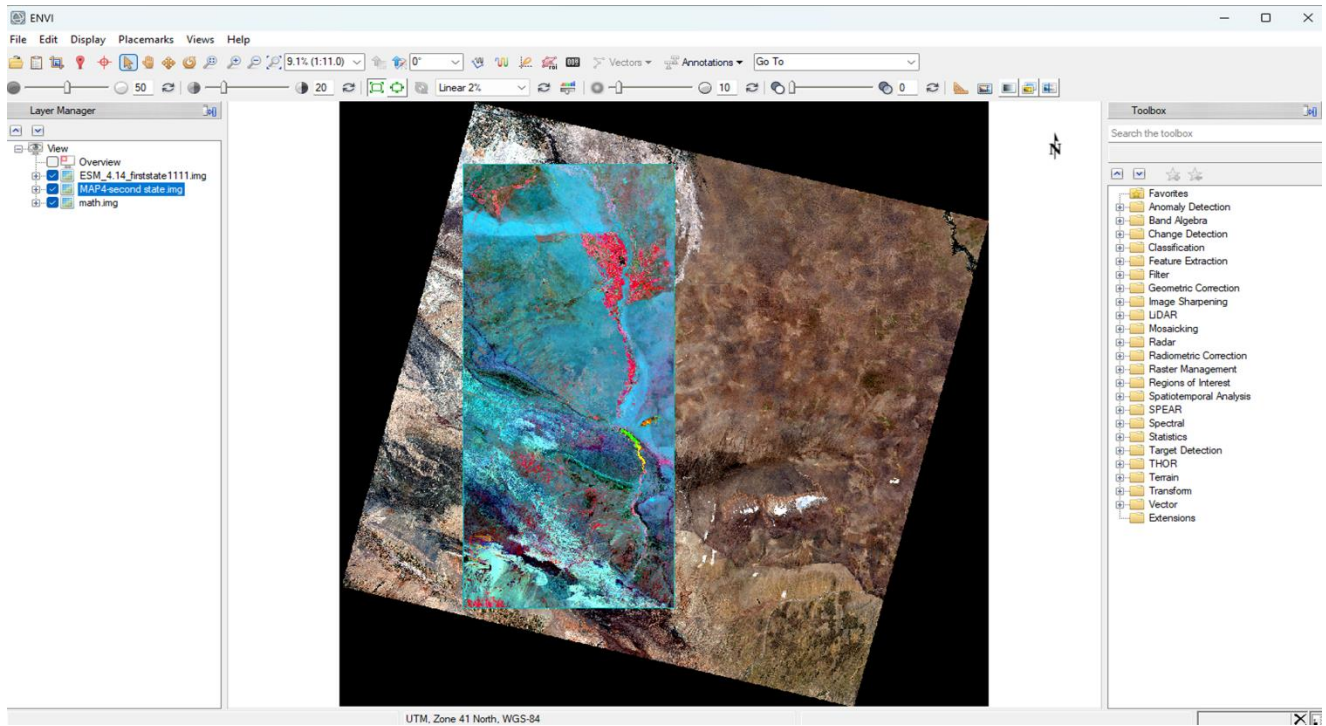 ENVI
File Edit Display Placemarks Views Help
9.1% (1:11.0) 0° Vectors Annotations Go To
50 20 Linear 2% 10 0
Layer Manager
View
Overview
ESM_4.14_firststate1111.img
MAP4-second state.img
math.img
N
Toolbox
Search the toolbox
Favorites
Anomaly Detection
Band Algebra
Change Detection
Classification
Feature Extraction
Filter
Geometric Correction
Image Sharpening
LiDAR
Mosaicking
Radar
Radiometric Correction
Raster Management
Regions of Interest
Spatiotemporal Analysis
SPEAR
Spectral
Statistics
Target Detection
THOR
Terrain
Transform
Vector
Extensions
UTM, Zone 41 North, WGS-84